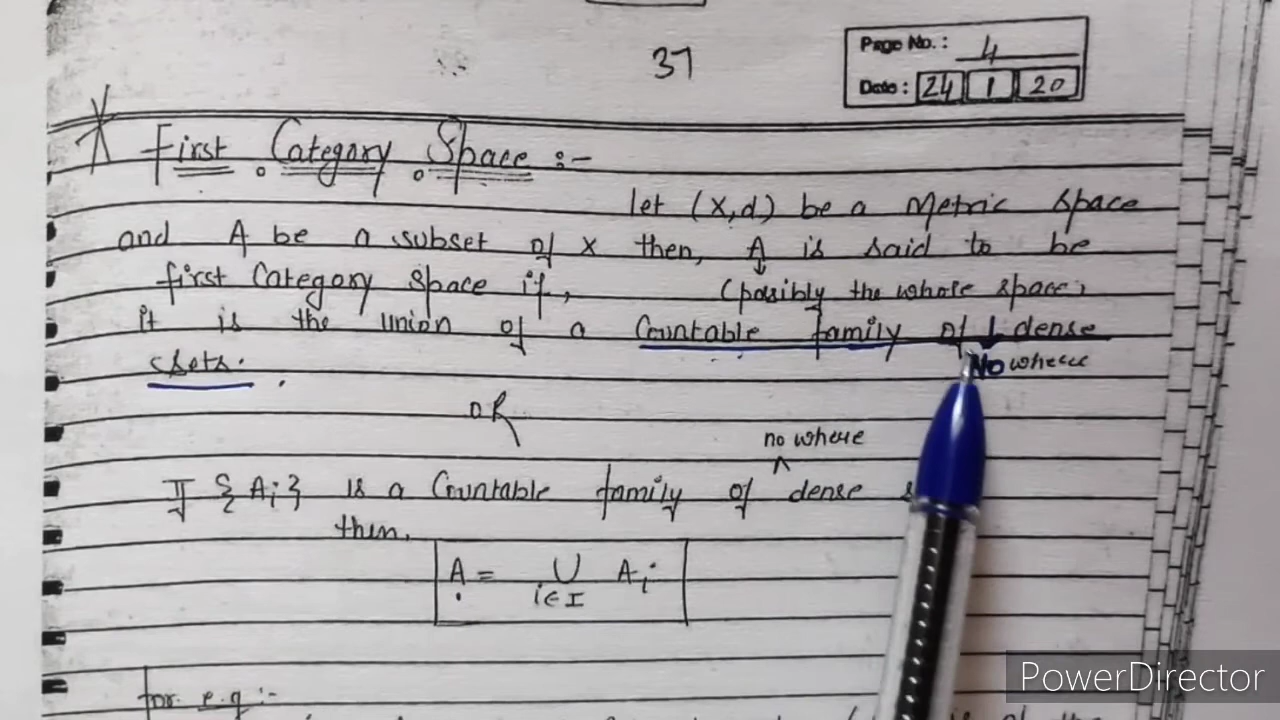 37
Page No.: 4
Date: 24 1 20
First Category Space :-
let (X,d) be a Metric Space
and A be a subset of X then, A is said to be
first Category Space if, (possibly the whole space)
it is the union of a Countable family of dense
No where
sets.
OR
no where
If {Ai} is a Countable family of dense
then,
A = ∪ Ai
i∈I
for e.g :-
PowerDirector